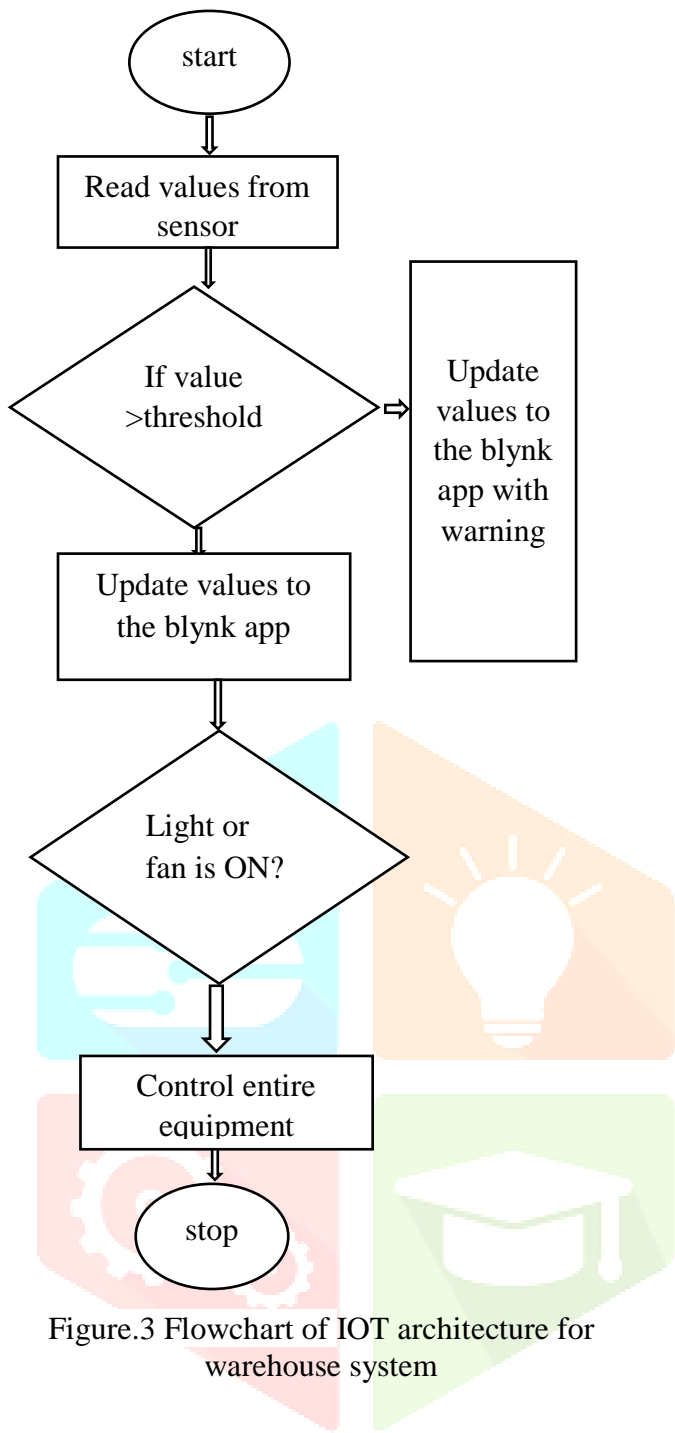 start
Read values from
sensor
If value
>threshold
Update
values to
the blynk
app with
warning
Update values to
the blynk app
Light or
fan is ON?
Control entire
equipment
stop
Figure.3 Flowchart of IOT architecture for
warehouse system